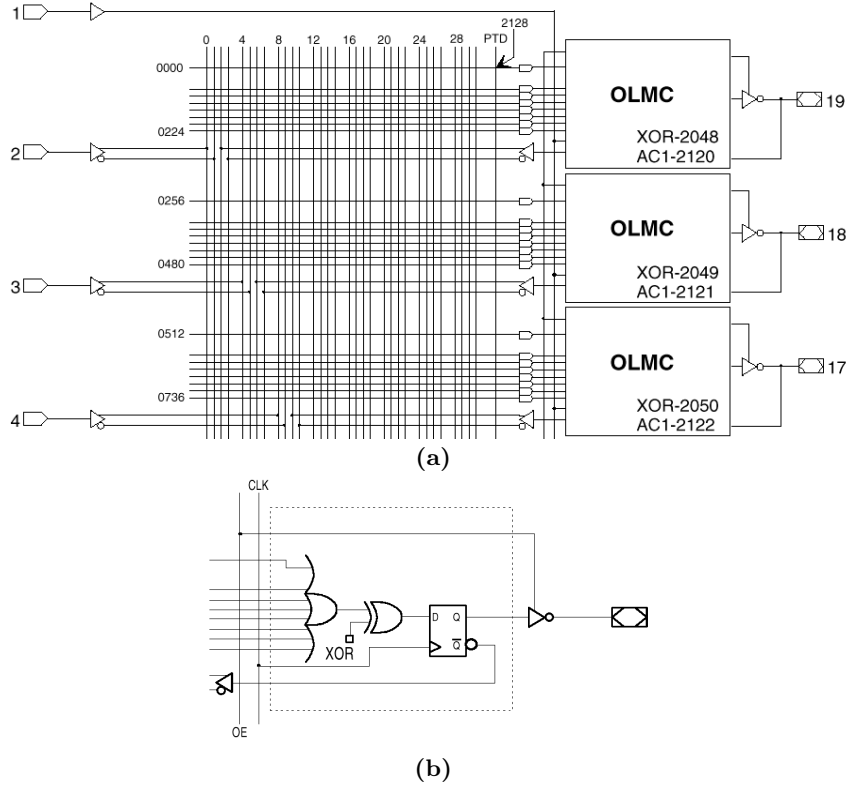 1
2128
0 4 8 12 16 20 24 28 PTD
0000
OLMC
19
0224
XOR-2048
2
AC1-2120
0256
OLMC
18
0480
XOR-2049
3
AC1-2121
0512
OLMC
17
0736
XOR-2050
4
AC1-2122
(a)
CLK
D Q
XOR
Q
OE
(b)